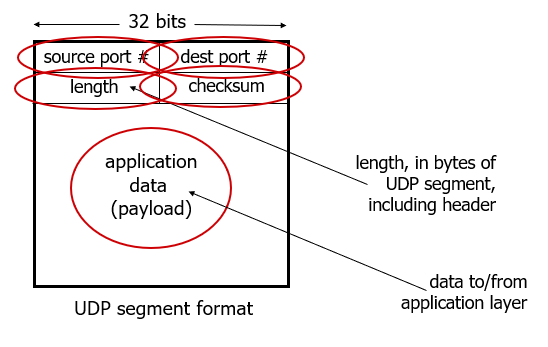 32 bits
source port # dest port #
length checksum
application
data
(payload)
length, in bytes of
UDP segment,
including header
data to/from
application layer
UDP segment format